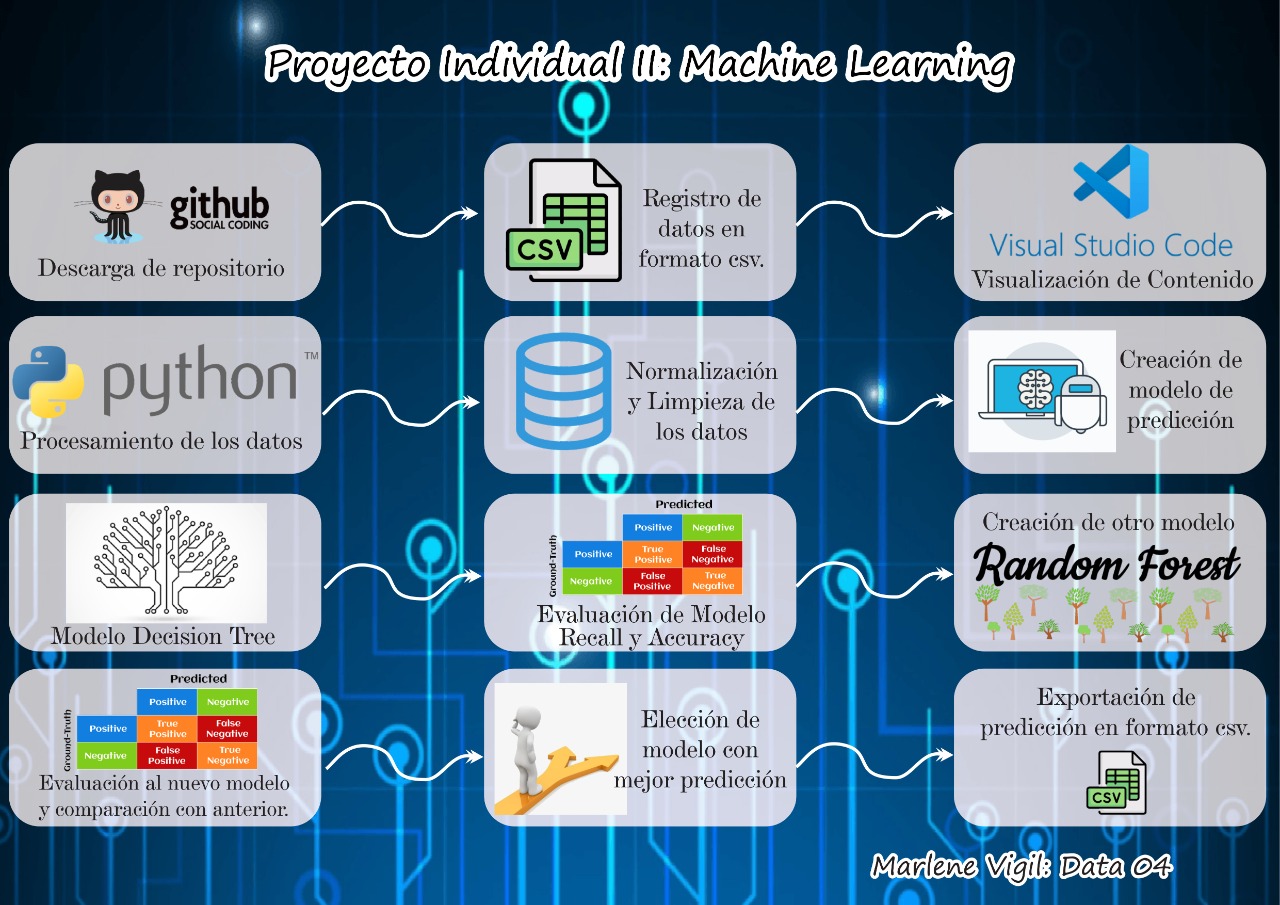 Proyecto Individual II: Machine Learning
github
SOCIAL CODING
Descarga de repositorio
CSV
Registro de
datos en
formato csv.
Visual Studio Code
Visualización de Contenido
python™
Procesamiento de los datos
Normalización
y Limpieza de
los datos
Creación de
modelo de
predicción
Modelo Decision Tree
Predicted
Positive Negative
Ground-Truth
Positive True Positive False Negative
Negative False Positive True Negative
Evaluación de Modelo
Recall y Accuracy
Creación de otro modelo
Random Forest
Predicted
Positive Negative
Ground-Truth
Positive True Positive False Negative
Negative False Positive True Negative
Evaluación al nuevo modelo
y comparación con anterior.
Elección de
modelo con
mejor predicción
Exportación de
predicción en formato csv.
CSV
Marlene Vigil: Data 04